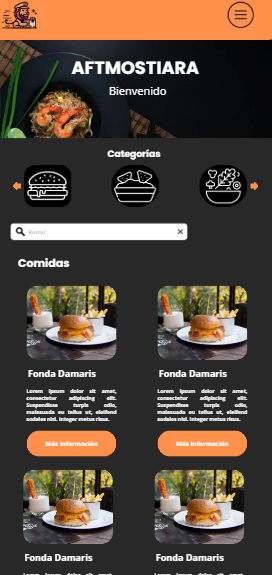 AFTMOSTIARA
Bienvenido
Categorías
Buscar.
Comidas
Fonda Damaris
Lorem ipsum dolor sit amet,
consectetur adipiscing elit.
Suspendisse turpis odio,
malesuada eu tellus ut, eleifend
sodales nisl. Integer metus risus.
Más Información
Fonda Damaris
Lorem ipsum dolor sit amet,
consectetur adipiscing elit.
Suspendisse turpis odio,
malesuada eu tellus ut, eleifend
sodales nisl. Integer metus risus.
Más Información
Fonda Damaris
Fonda Damaris